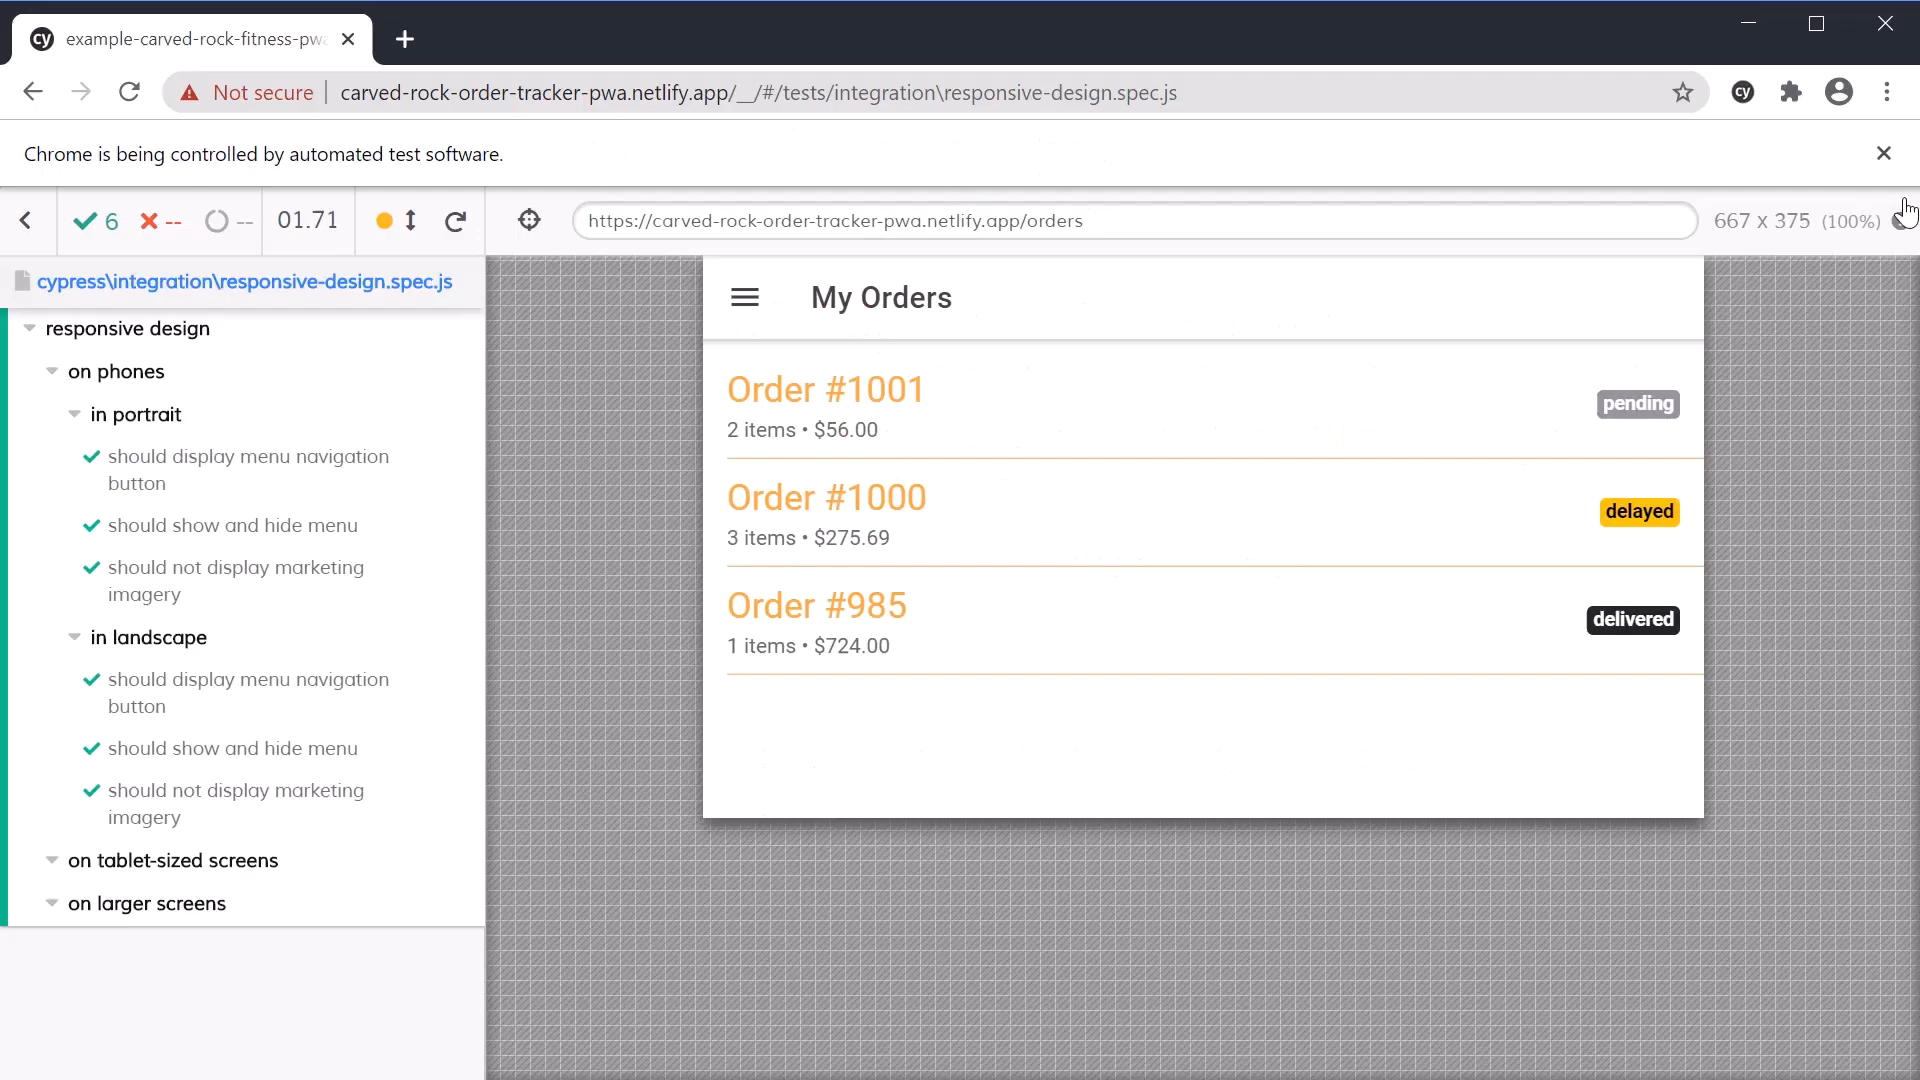 cy example-carved-rock-fitness-pwa
Not secure | carved-rock-order-tracker-pwa.netlify.app/__/#/tests/integration\responsive-design.spec.js
cy
Chrome is being controlled by automated test software.
6 -- -- 01.71
https://carved-rock-order-tracker-pwa.netlify.app/orders
667 x 375 (100%)
cypress\integration\responsive-design.spec.js
responsive design
on phones
in portrait
should display menu navigation
button
should show and hide menu
should not display marketing
imagery
in landscape
should display menu navigation
button
should show and hide menu
should not display marketing
imagery
on tablet-sized screens
on larger screens
My Orders
Order #1001
2 items • $56.00
pending
Order #1000
3 items • $275.69
delayed
Order #985
1 items • $724.00
delivered